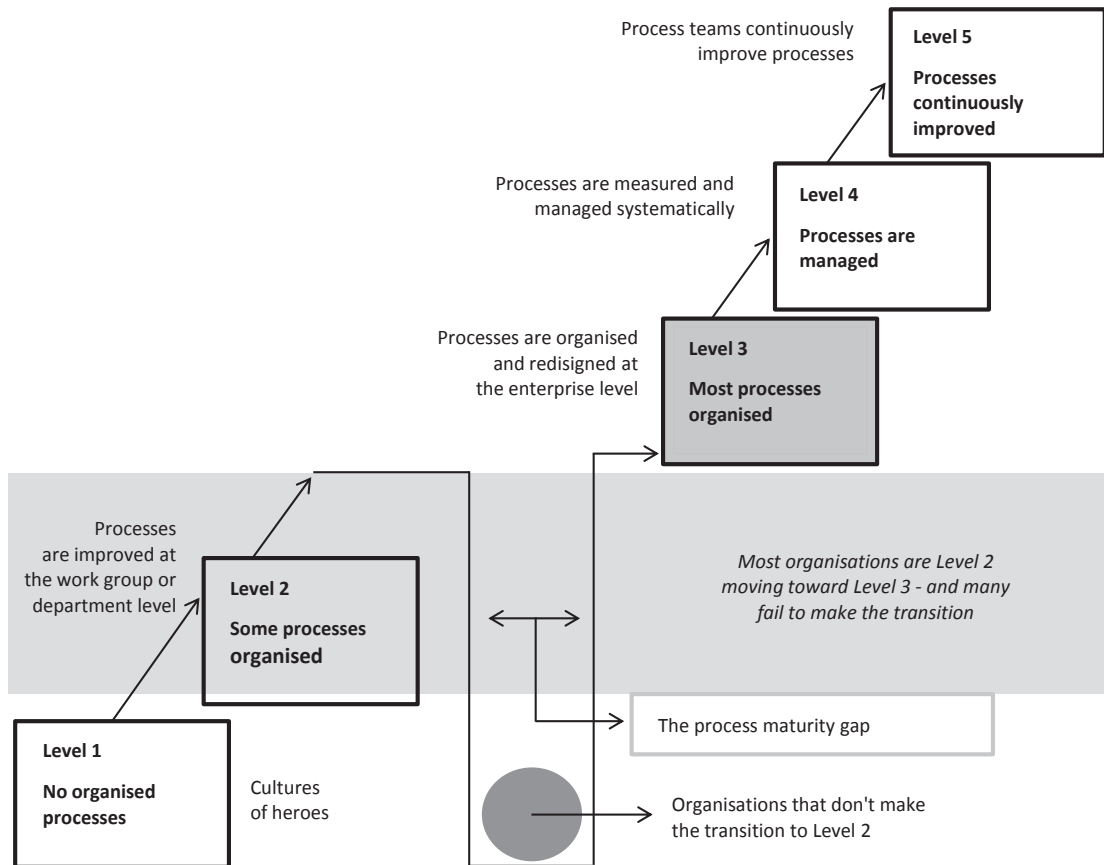 Process teams continuously
improve processes
Level 5
Processes
continuously
improved
Processes are measured and
managed systematically
Level 4
Processes are
managed
Processes are organised
and redisigned at
the enterprise level
Level 3
Most processes
organised
Processes
are improved at
the work group or
department level
Level 2
Some processes
organised
Most organisations are Level 2
moving toward Level 3 - and many
fail to make the transition
The process maturity gap
Level 1
No organised
processes
Cultures
of heroes
Organisations that don't make
the transition to Level 2